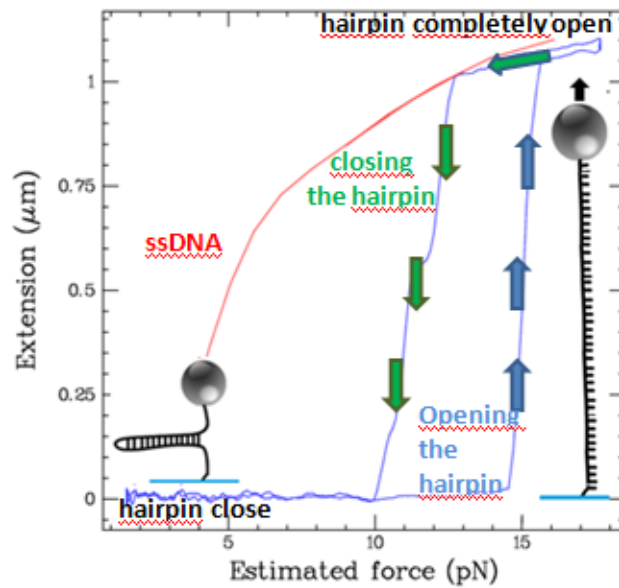 hairpin completely open
1
closing
the hairpin
0.75
ssDNA
Extension (μm)
0.5
0.25
Opening
the
hairpin
0
hairpin close
5
10
15
Estimated force (pN)